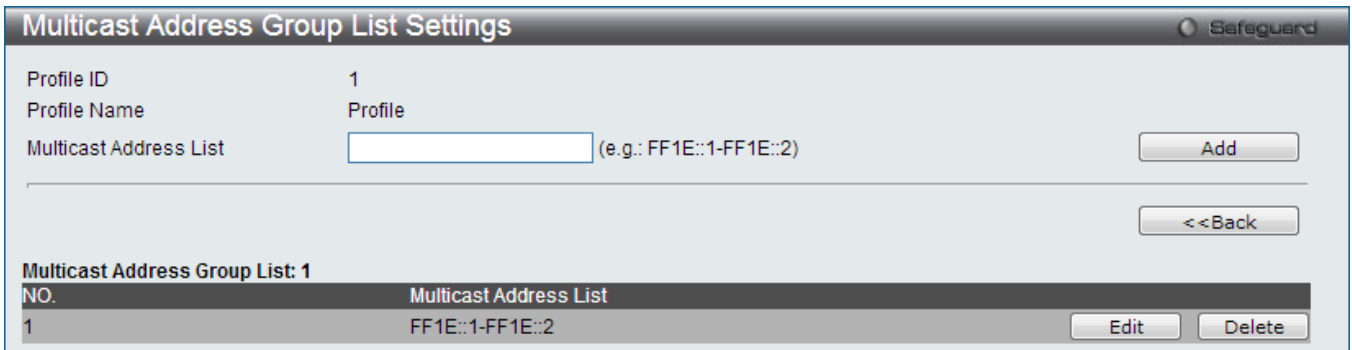 Multicast Address Group List Settings Safeguard
Profile ID 1
Profile Name Profile
Multicast Address List (e.g.: FF1E::1-FF1E::2) Add
<<Back
Multicast Address Group List: 1
NO. Multicast Address List
1 FF1E::1-FF1E::2 Edit Delete